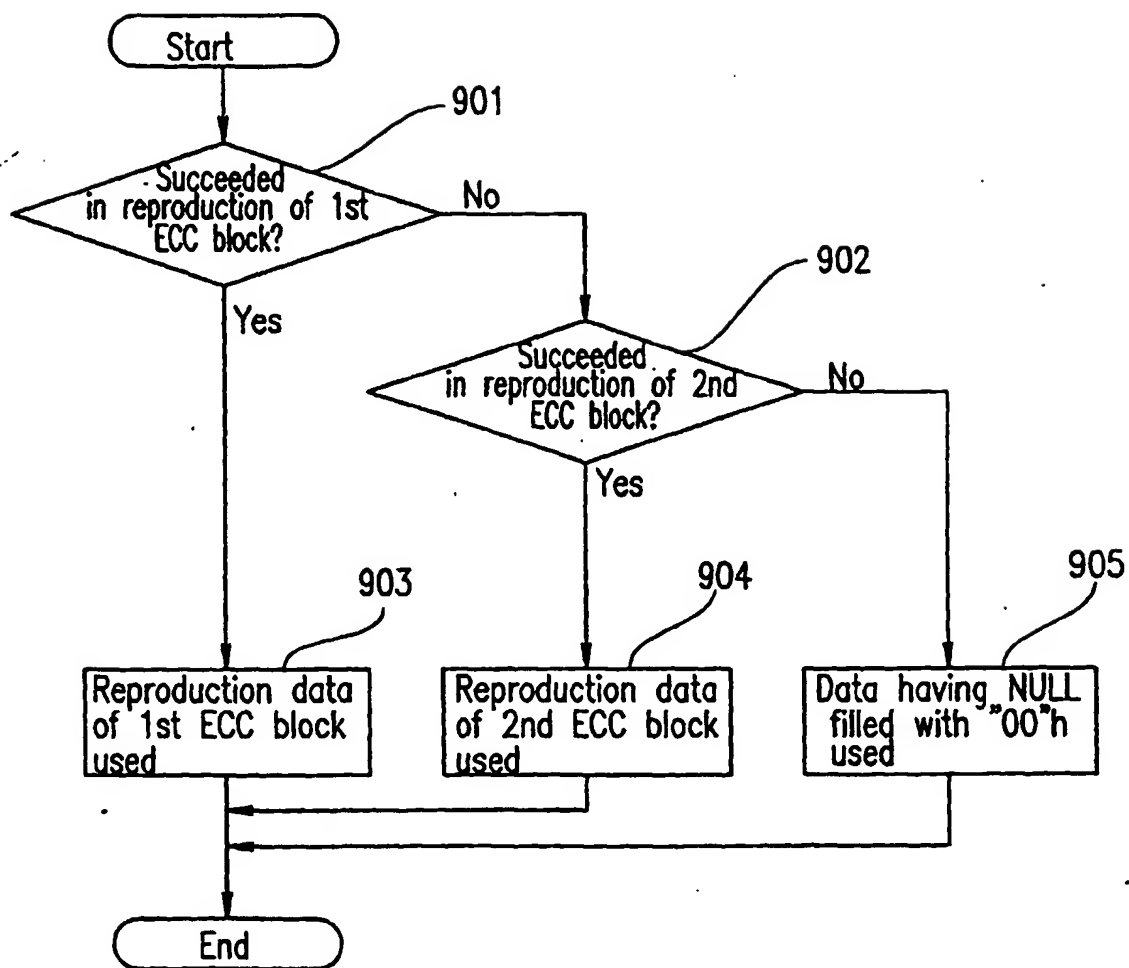 Start
901
Succeeded
in reproduction of 1st
ECC block?
No
Yes
902
Succeeded
in reproduction of 2nd
ECC block?
No
Yes
903
904
905
Reproduction data
of 1st ECC block
used
Reproduction data
of 2nd ECC block
used
Data having NULL
filled with "00"h
used
End